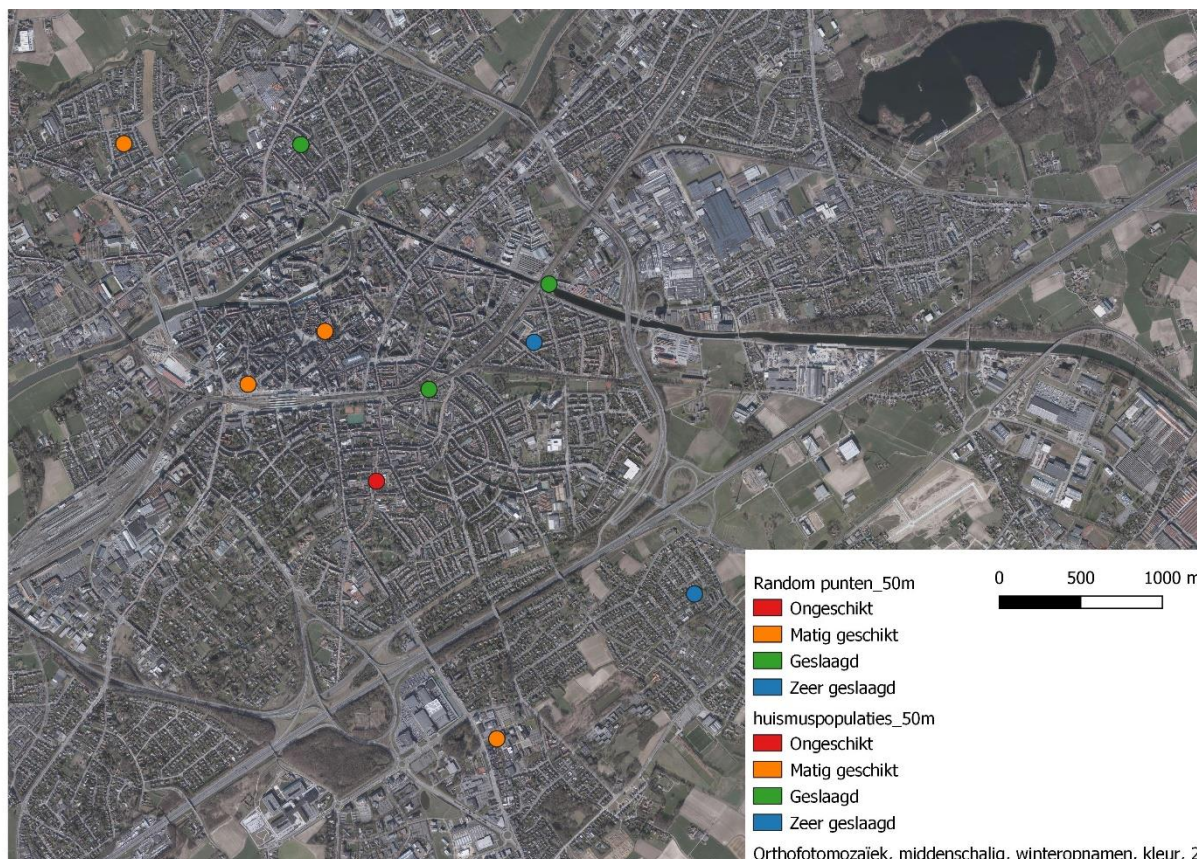 Random punten_50m
Ongeschikt
Matig geschikt
Geslaagd
Zeer geslaagd
huismuspopulaties_50m
Ongeschikt
Matig geschikt
Geslaagd
Zeer geslaagd
Orthofotomozaïek, middenschalig, winteropnamen, kleur, 2
0 500 1000 m